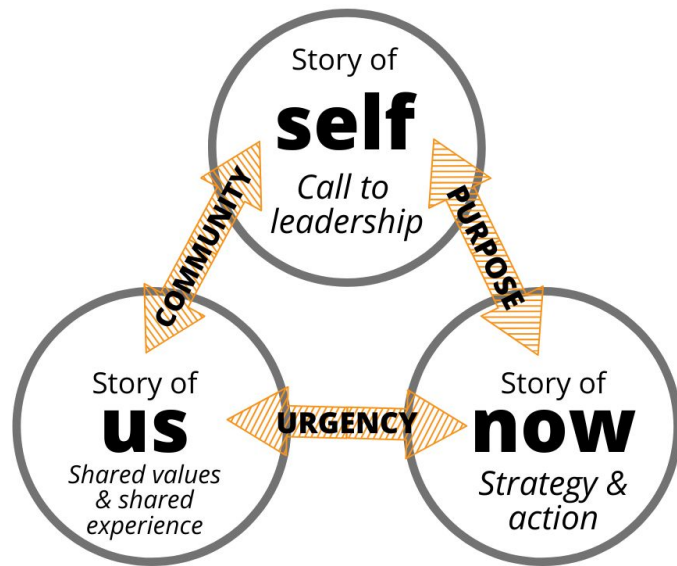 Story of
self
Call to
leadership
COMMUNITY
PURPOSE
Story of
us
Shared values
& shared
experience
URGENCY
Story of
now
Strategy &
action